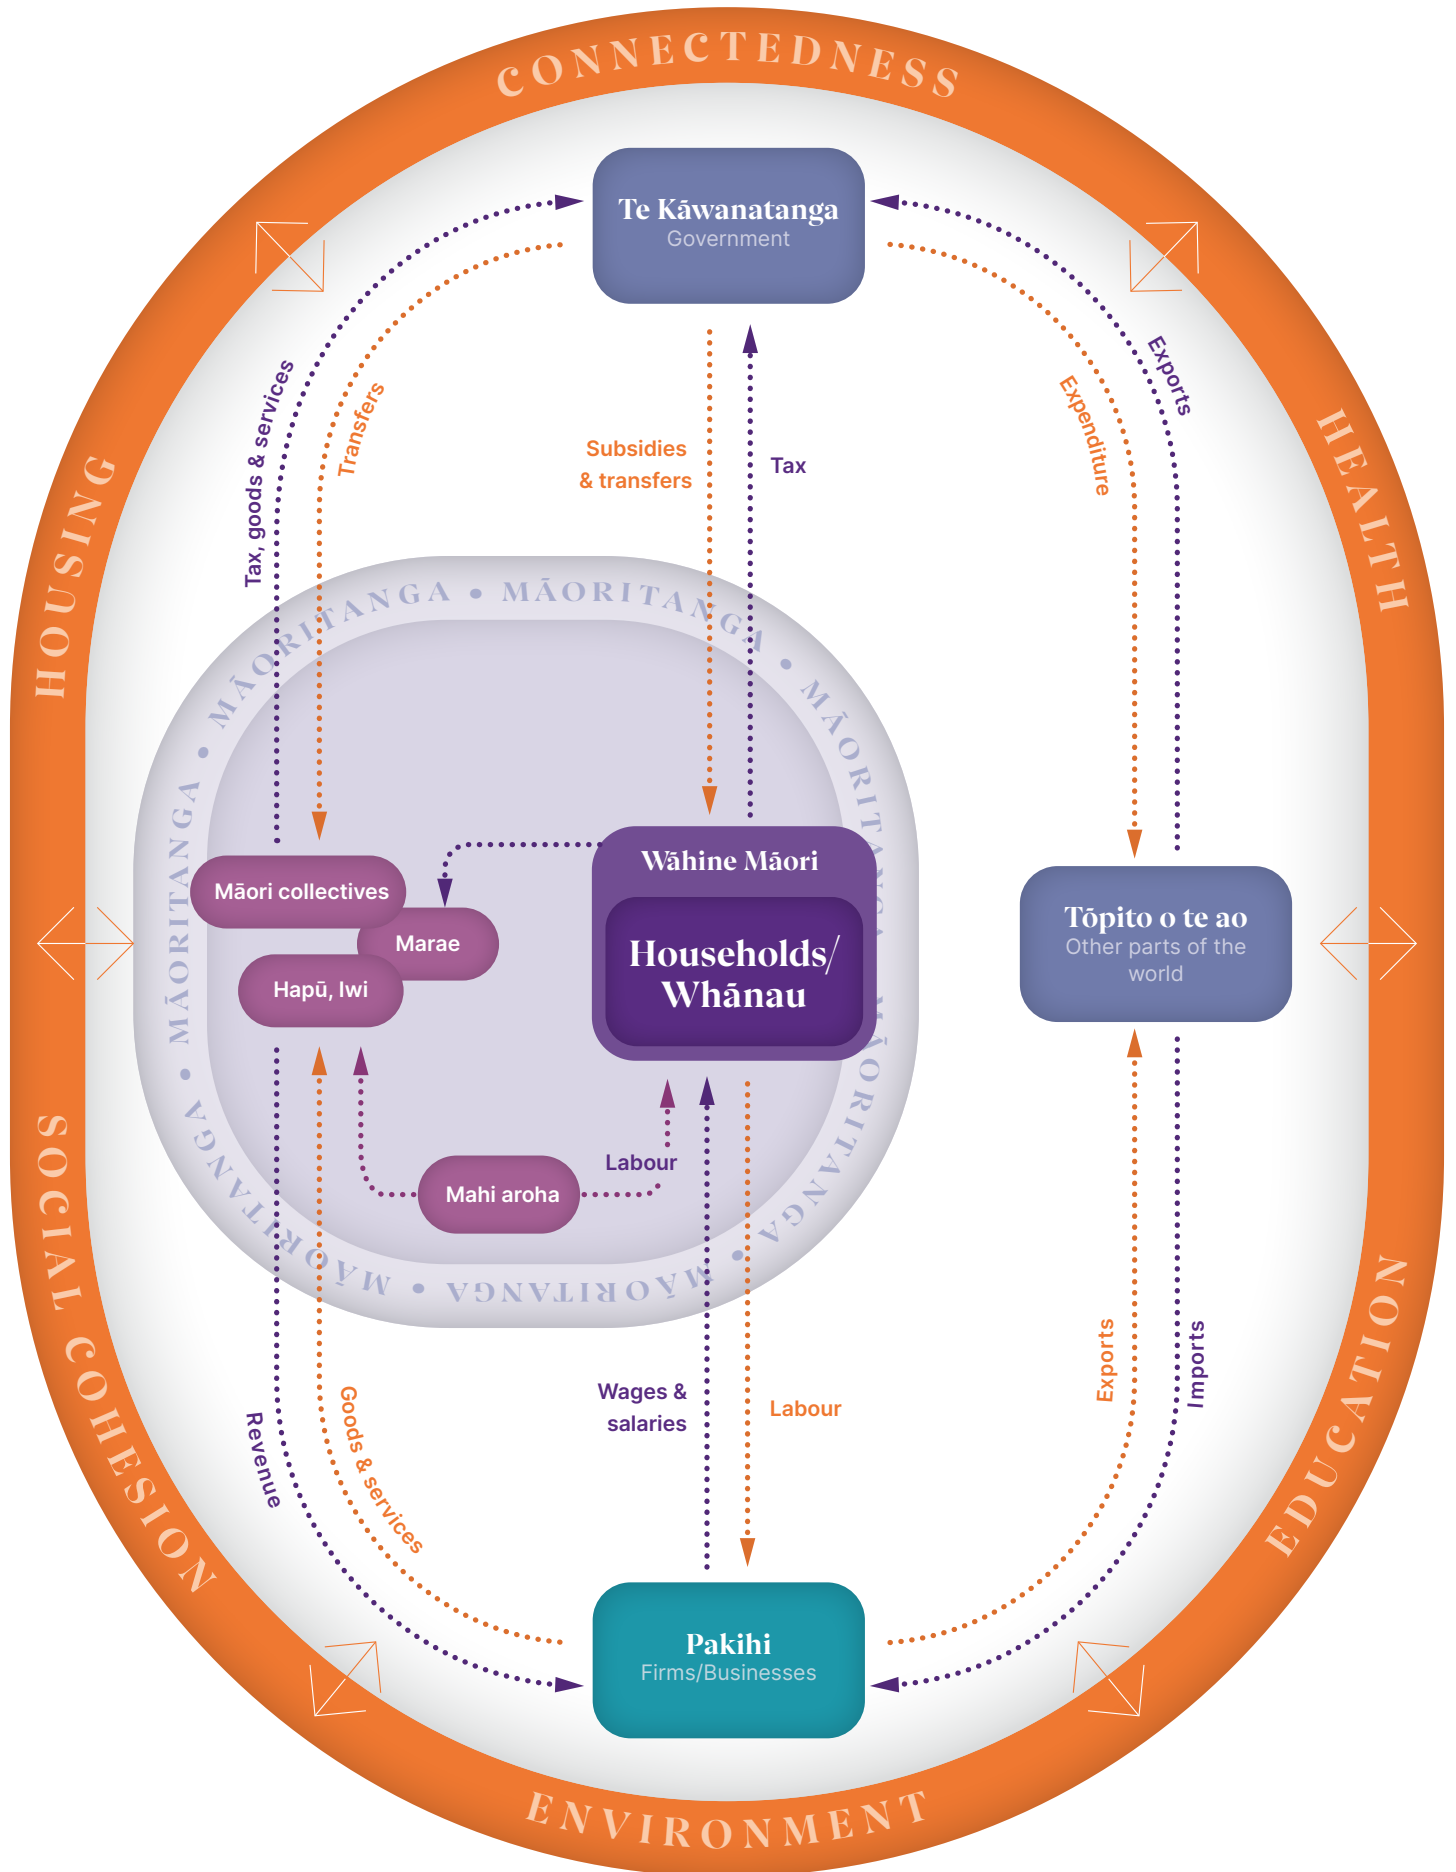 CONNECTEDNESS
Te Kāwanatanga
Government
Tax, goods & services
Transfers
Subsidies
& transfers
Tax
Expenditure
Exports
HOUSING
HEALTH
MĀORITANGA • MĀORITANGA • MĀORITANGA • MĀORITANGA • MĀORITANGA • MĀORITANGA • MĀORITANGA • MĀORITANGA •
Māori collectives
Marae
Hapū, Iwi
Wāhine Māori
Households/
Whānau
Tōpito o te ao
Other parts of the
world
Mahi aroha
Labour
SOCIAL COHESION
EDUCATION
Revenue
Goods & services
Wages &
salaries
Labour
Exports
Imports
Pakihi
Firms/Businesses
ENVIRONMENT